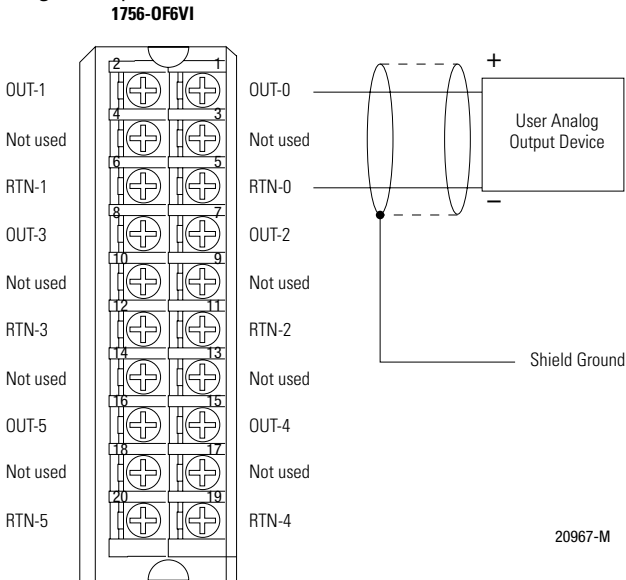 1756-OF6VI
2 1
OUT-1 OUT-0 +
4 3
Not used Not used User Analog
Output Device
6 5
RTN-1 RTN-0 –
8 7
OUT-3 OUT-2
10 9
Not used Not used
12 11
RTN-3 RTN-2
14 13
Not used Not used Shield Ground
16 15
OUT-5 OUT-4
18 17
Not used Not used
20 19
RTN-5 RTN-4
20967-M